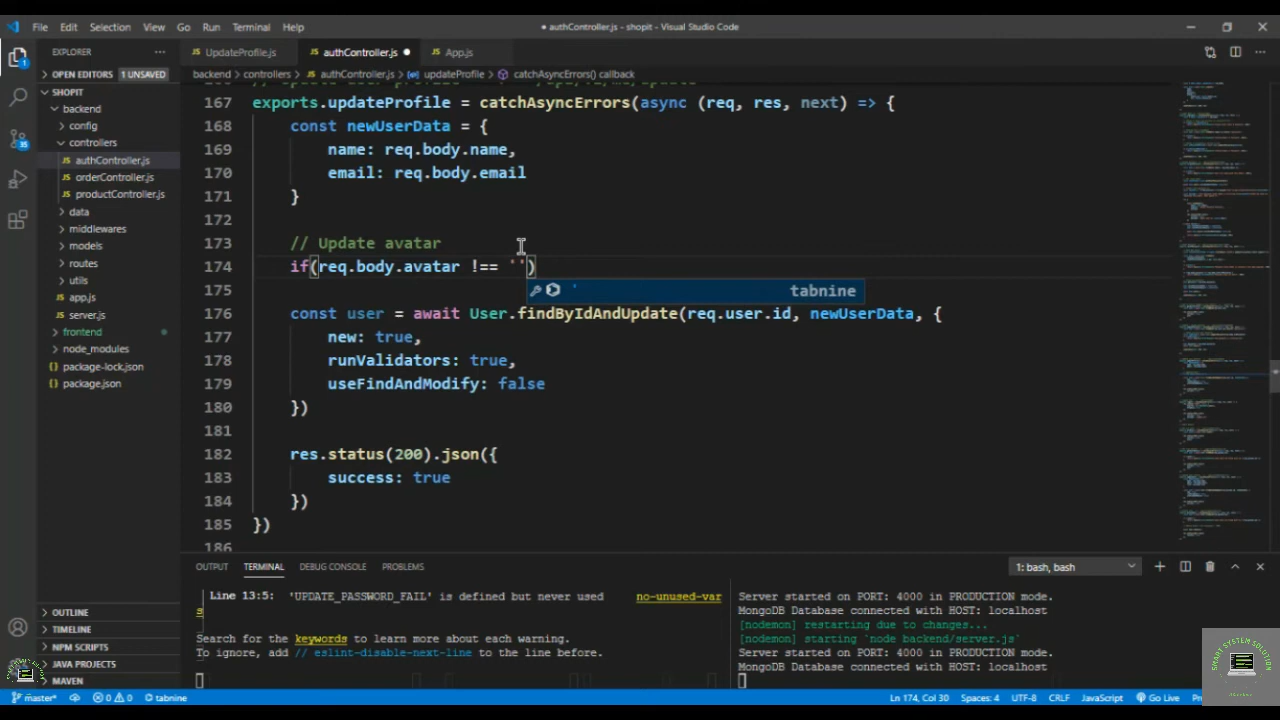 File Edit Selection View Go Run Terminal Help
● authController.js - shopit - Visual Studio Code
EXPLORER
OPEN EDITORS 1 UNSAVED
SHOPIT
backend
config
controllers
authController.js
orderController.js
productController.js
data
middlewares
models
routes
utils
app.js
server.js
frontend
node_modules
package-lock.json
package.json
OUTLINE
TIMELINE
NPM SCRIPTS
JAVA PROJECTS
MAVEN
UpdateProfile.js authController.js ● App.js
backend > controllers > authController.js > updateProfile > catchAsyncErrors() callback
167 exports.updateProfile = catchAsyncErrors(async (req, res, next) => {
168 const newUserData = {
169 name: req.body.name,
170 email: req.body.email
171 }
172
173 // Update avatar
174 if(req.body.avatar !== '')
' tabnine
175
176 const user = await User.findByIdAndUpdate(req.user.id, newUserData, {
177 new: true,
178 runValidators: true,
179 useFindAndModify: false
180 })
181
182 res.status(200).json({
183 success: true
184 })
185 })
186
OUTPUT TERMINAL DEBUG CONSOLE PROBLEMS
1: bash, bash
Line 13:5: 'UPDATE_PASSWORD_FAIL' is defined but never used no-unused-var
s
Search for the keywords to learn more about each warning.
To ignore, add // eslint-disable-next-line to the line before.
Server started on PORT: 4000 in PRODUCTION mode.
MongoDB Database connected with HOST: localhost
[nodemon] restarting due to changes...
[nodemon] starting `node backend/server.js`
Server started on PORT: 4000 in PRODUCTION mode.
MongoDB Database connected with HOST: localhost
SMART SYSTEM SOLUTION
master* 0 0 tabnine
Ln 174, Col 30 Spaces: 4 UTF-8 CRLF JavaScript Go Live